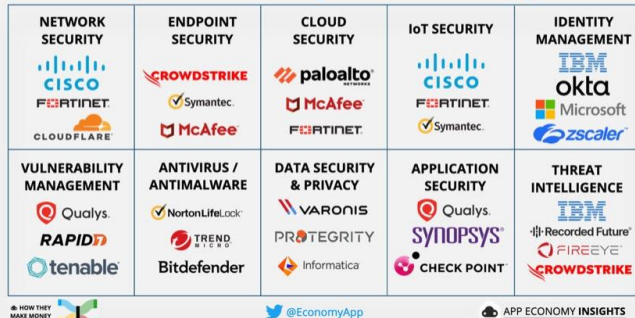 NETWORK
SECURITY
CISCO
FORTINET
CLOUDFLARE
ENDPOINT
SECURITY
CROWDSTRIKE
Symantec.
McAfee
CLOUD
SECURITY
paloalto
NETWORKS
McAfee
FORTINET
IoT SECURITY
CISCO
FORTINET
Symantec.
IDENTITY
MANAGEMENT
IBM
okta
Microsoft
zscaler
VULNERABILITY
MANAGEMENT
Qualys.
RAPID7
tenable
ANTIVIRUS /
ANTIMALWARE
NortonLifeLock
TREND
MICRO
Bitdefender
DATA SECURITY
& PRIVACY
VARONIS
PROTEGRITY
Informatica
APPLICATION
SECURITY
Qualys.
SYNOPSYS
CHECK POINT
THREAT
INTELLIGENCE
IBM
Recorded Future
FIREEYE
CROWDSTRIKE
HOW THEY
MAKE MONEY
@EconomyApp
APP ECONOMY INSIGHTS